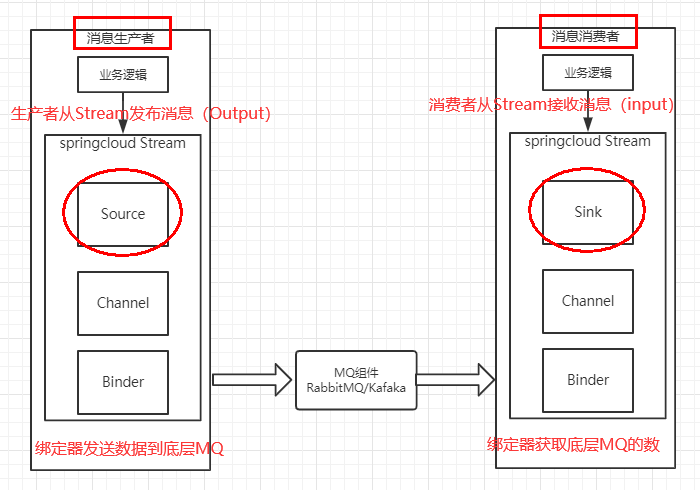 消息生产者
业务逻辑
生产者从Stream发布消息（Output）
springcloud Stream
Source
Channel
Binder
绑定器发送数据到底层MQ
MQ组件
RabbitMQ/Kafaka
消息消费者
业务逻辑
消费者从Stream接收消息（input）
springcloud Stream
Sink
Channel
Binder
绑定器获取底层MQ的数